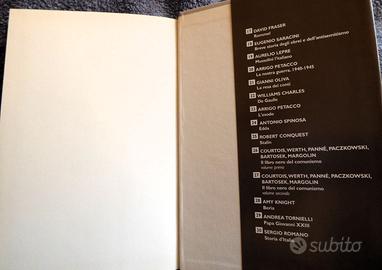 17 DAVID FRASER
Rommel
18 EUGENIO SARACINI
Breve storia degli ebrei e dell'antisemitismo
19 AURELIO LEPRE
Mussolini l'italiano
20 ARRIGO PETACCO
La nostra guerra. 1940-1945
21 GIANNI OLIVA
La resa dei conti
22 WILLIAMS CHARLES
De Gaulle
23 ARRIGO PETACCO
L'esodo
24 ANTONIO SPINOSA
Edda
25 ROBERT CONQUEST
Stalin
26 COURTOIS, WERTH, PANNÉ, PACZKOWSKI,
BARTOSEK, MARGOLIN
Il libro nero del comunismo
volume primo
27 COURTOIS, WERTH, PANNÉ, PACZKOWSKI,
BARTOSEK, MARGOLIN
Il libro nero del comunismo
volume secondo
28 AMY KNIGHT
Beria
29 ANDREA TORNIELLI
Papa Giovanni XXIII
30 SERGIO ROMANO
Storia d'Italia
subito